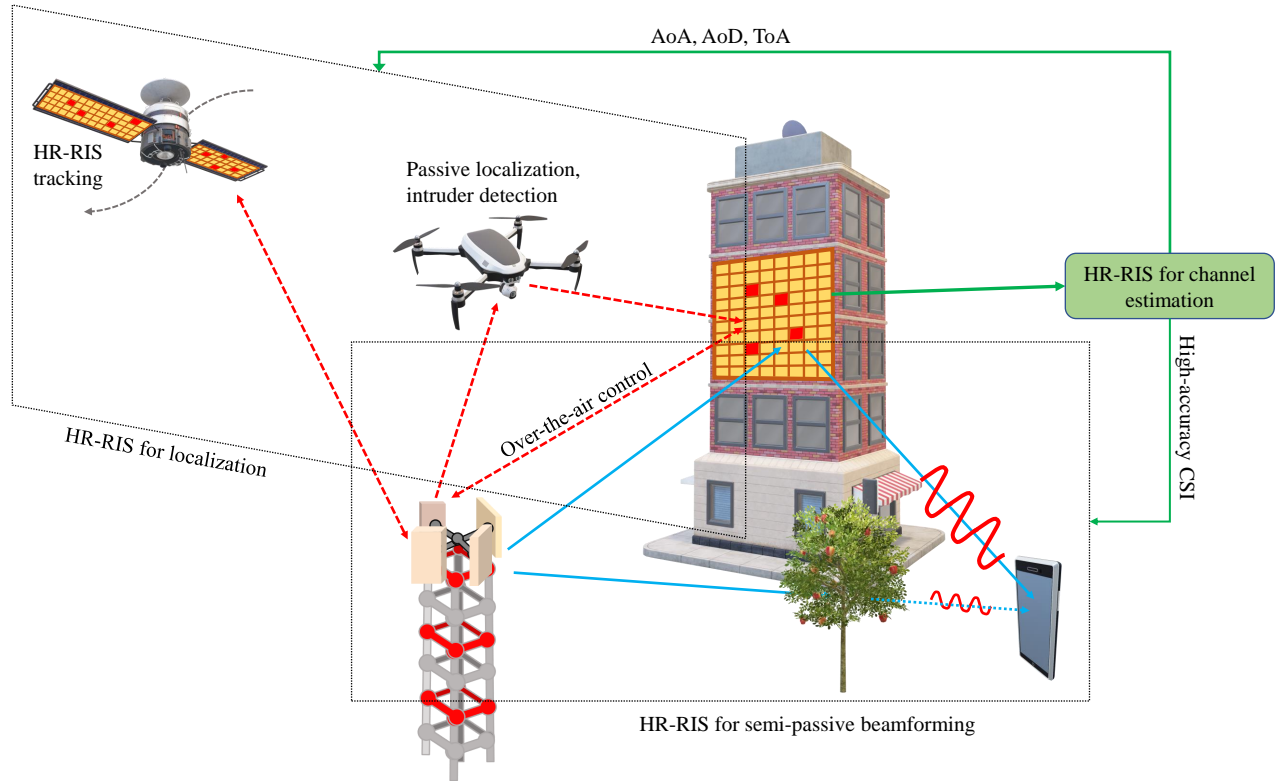 AoA, AoD, ToA
HR-RIS
tracking
Passive localization,
intruder detection
HR-RIS for channel
estimation
Over-the-air control
High-accuracy CSI
HR-RIS for localization
HR-RIS for semi-passive beamforming